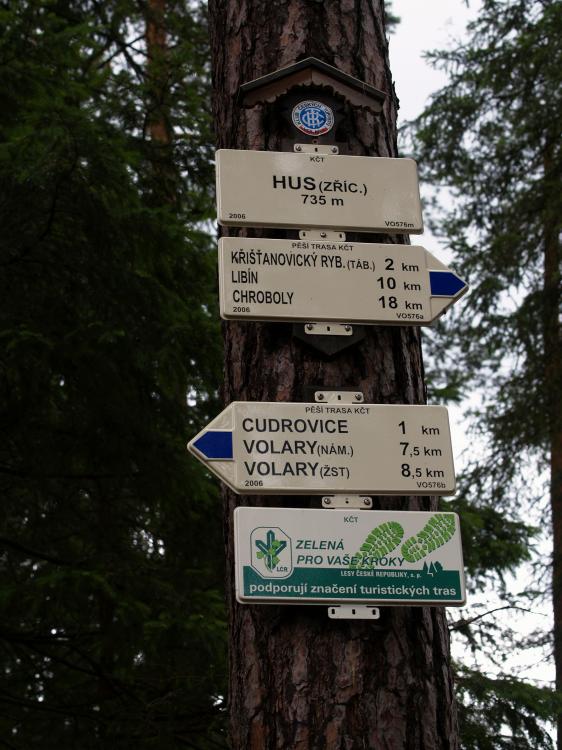 KČT
HUS (ZŘÍC.)
735 m
2006 VO576m
PĚŠÍ TRASA KČT
KŘIŠŤANOVICKÝ RYB. (TÁB.) 2 km
LIBÍN 10 km
CHROBOLY 18 km
2006 VO576a
PĚŠÍ TRASA KČT
CUDROVICE 1 km
VOLARY (NÁM.) 7,5 km
VOLARY (ŽST) 8,5 km
2006 VO576b
KČT
ZELENÁ
PRO VAŠE KROKY
LČR
LESY ČESKÉ REPUBLIKY, s. p.
podporují značení turistických tras